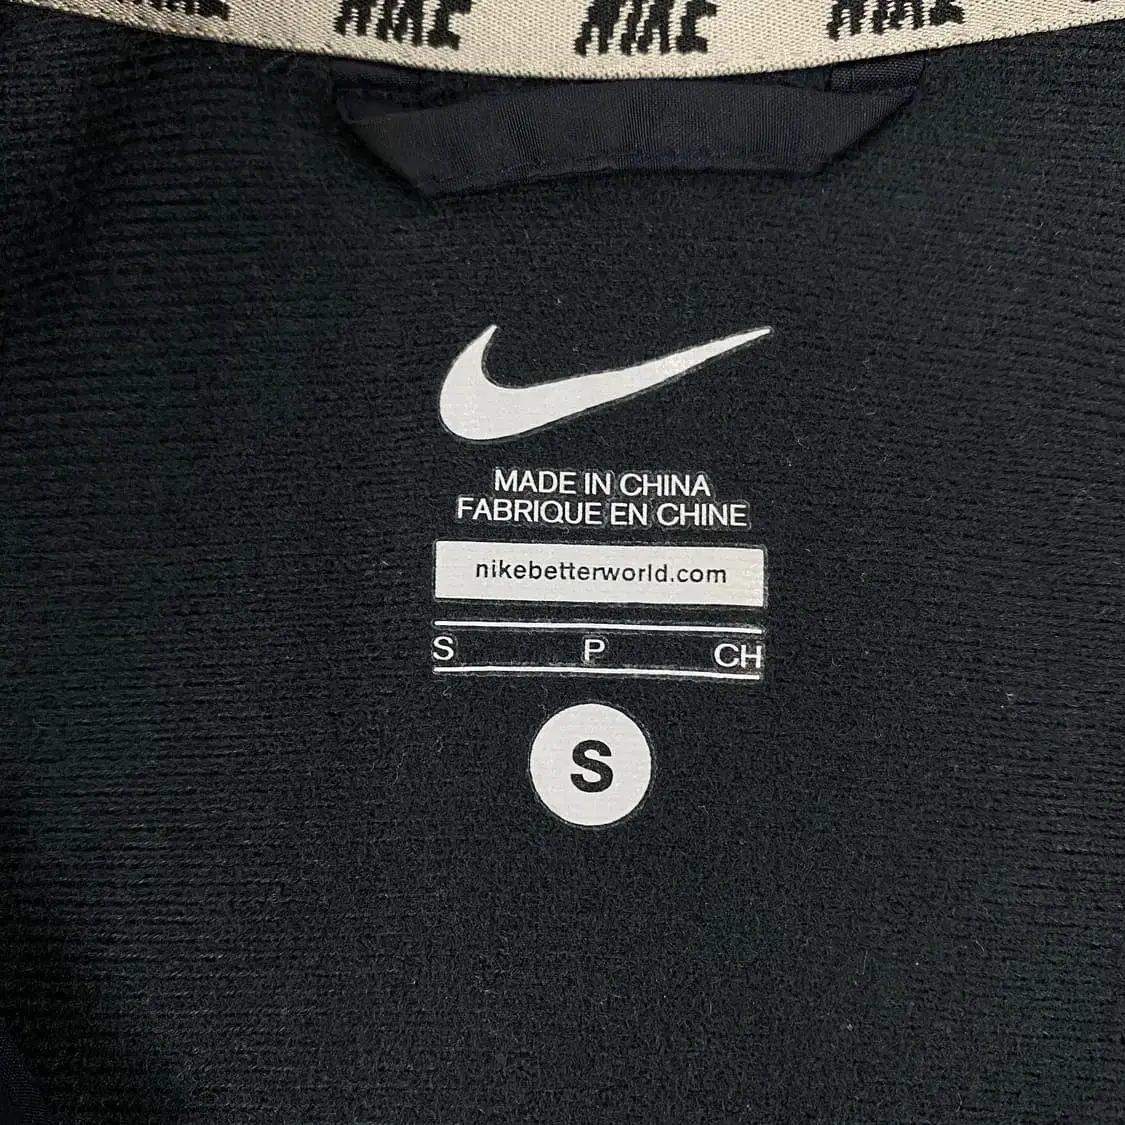 NIKE NIKE NIKE
MADE IN CHINA
FABRIQUE EN CHINE
nikebetterworld.com
S P CH
S